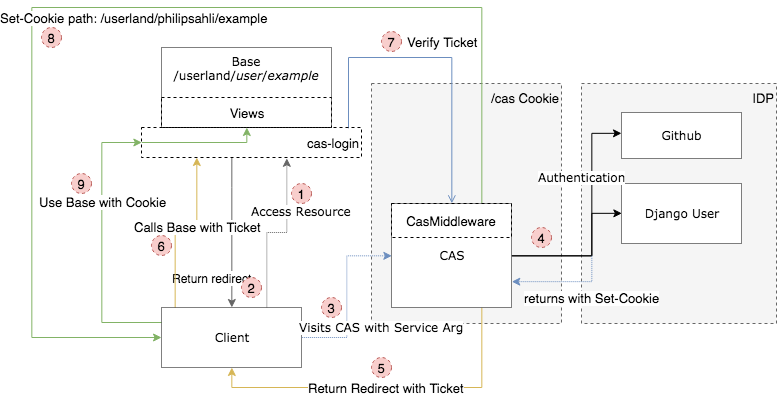 Set-Cookie path: /userland/philipsahli/example
8
7
Verify Ticket
Base
/userland/user/example
Views
cas-login
/cas Cookie
IDP
Github
Authentication
Django User
9
Use Base with Cookie
1
Access Resource
Calls Base with Ticket
6
CasMiddleware
CAS
4
Return redirect
2
returns with Set-Cookie
3
Visits CAS with Service Arg
Client
5
Return Redirect with Ticket